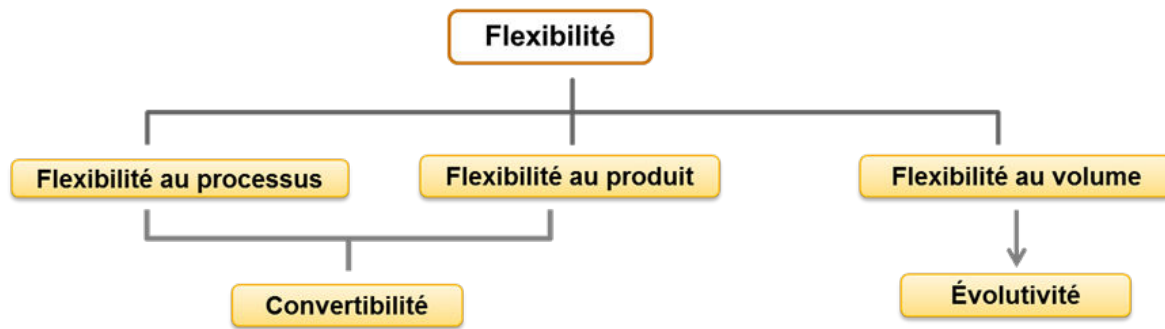 Flexibilité
Flexibilité au processus
Flexibilité au produit
Flexibilité au volume
Convertibilité
Évolutivité